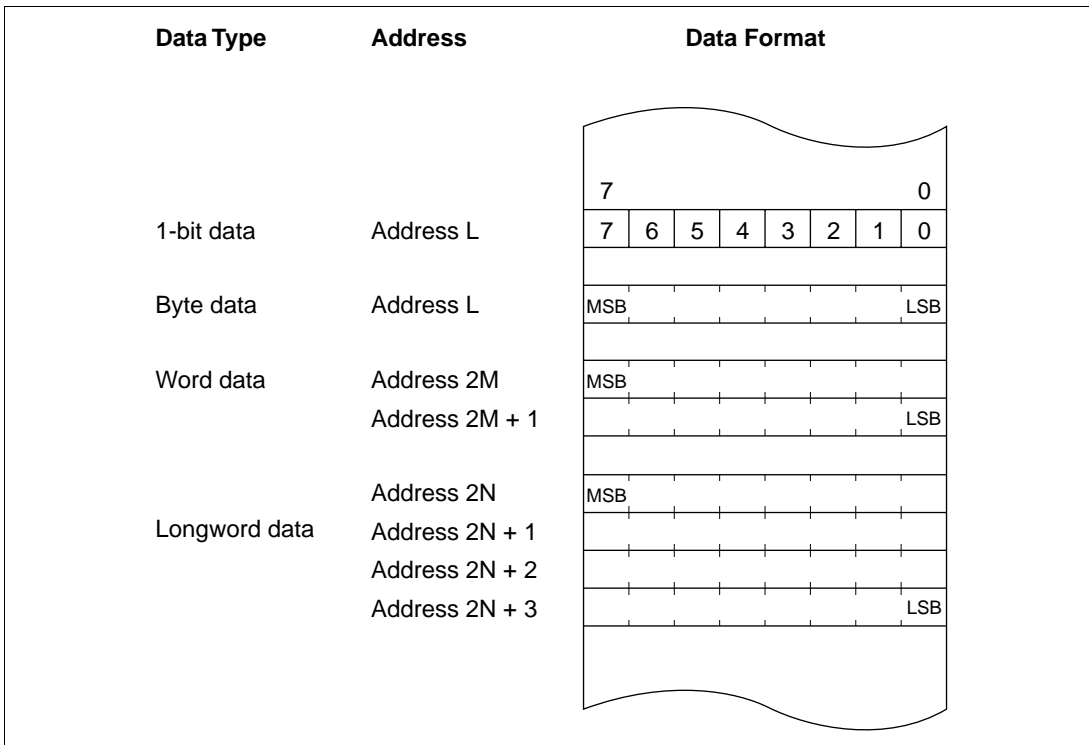 Data Type Address Data Format
7 0
1-bit data Address L 7 6 5 4 3 2 1 0
Byte data Address L MSB LSB
Word data Address 2M MSB
Address 2M + 1 LSB
Address 2N MSB
Longword data Address 2N + 1
Address 2N + 2
Address 2N + 3 LSB